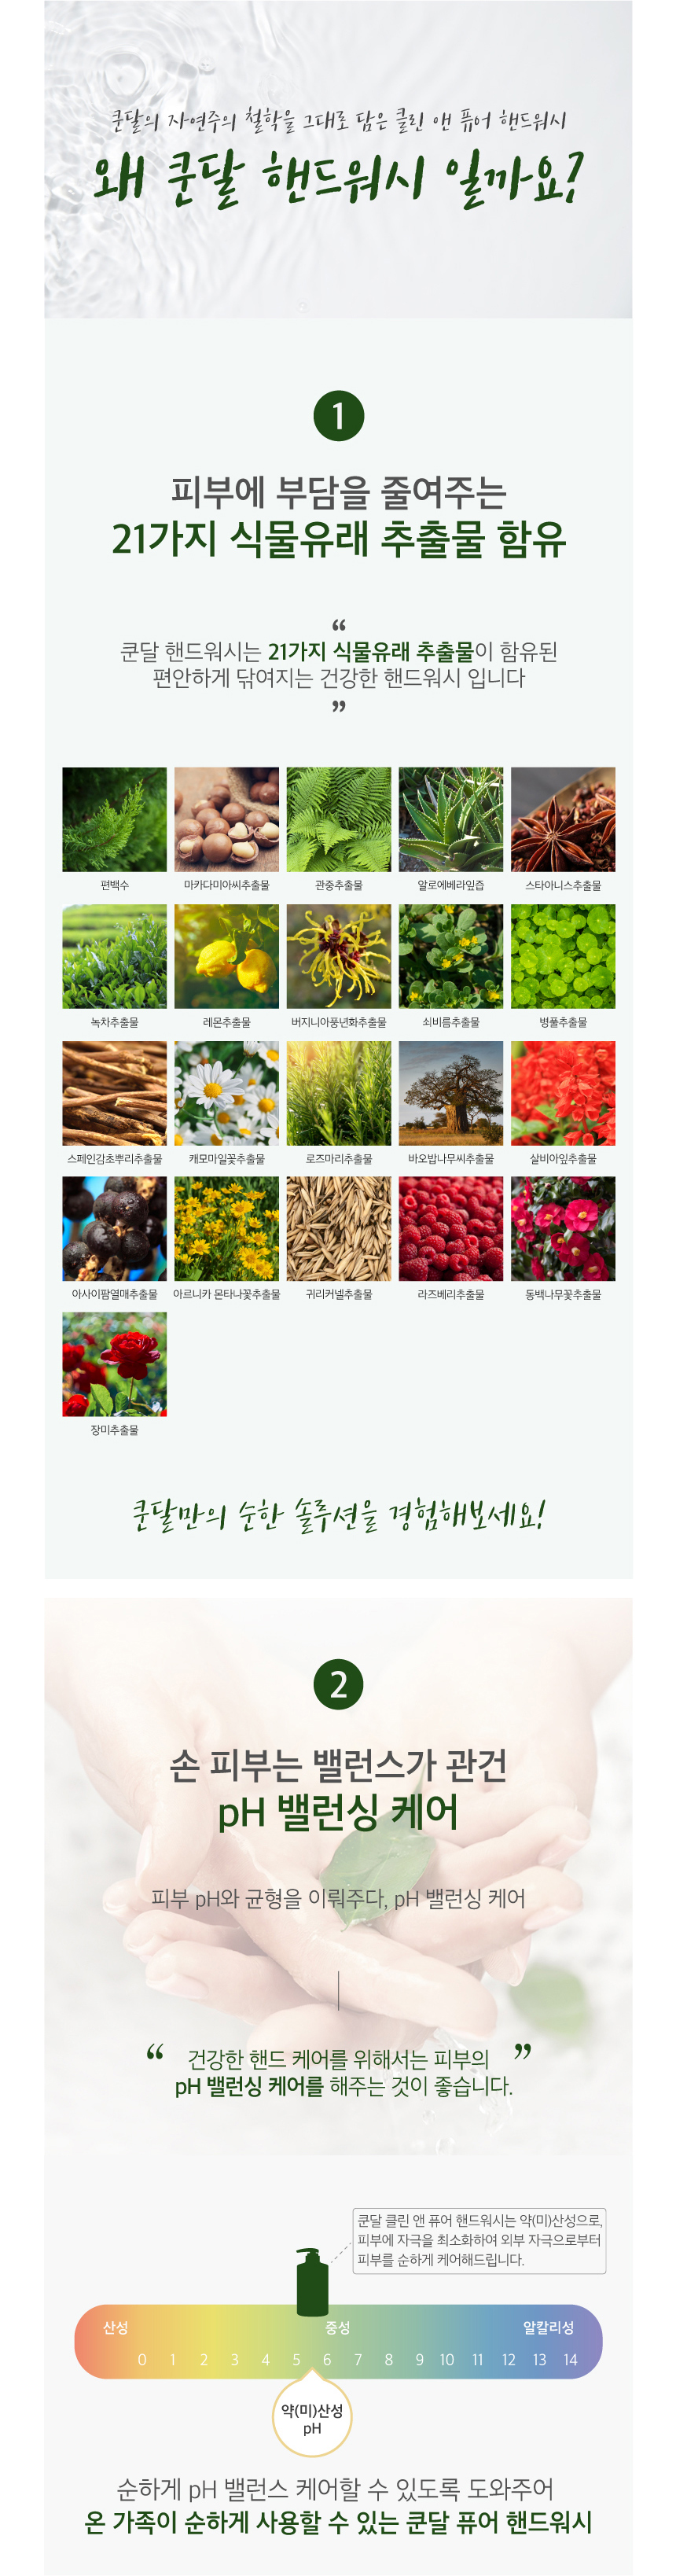 쿤달의 자연주의 철학을 그대로 담은 클린 앤 퓨어 핸드워시
왜 쿤달 핸드워시 일까요?
1
피부에 부담을 줄여주는
21가지 식물유래 추출물 함유
“
쿤달 핸드워시는 21가지 식물유래 추출물이 함유된
편안하게 닦여지는 건강한 핸드워시 입니다
”
편백수
마카다미아씨추출물
관중추출물
알로에베라잎즙
스타아니스추출물
녹차추출물
레몬추출물
버지니아풍년화추출물
쇠비름추출물
병풀추출물
스페인감초뿌리추출물
캐모마일꽃추출물
로즈마리추출물
바오밥나무씨추출물
살비아잎추출물
아사이팜열매추출물
아르니카 몬타나꽃추출물
귀리커널추출물
라즈베리추출물
동백나무꽃추출물
장미추출물
쿤달만의 순한 솔루션을 경험해보세요!
2
손 피부는 밸런스가 관건
pH 밸런싱 케어
피부 pH와 균형을 이뤄주다, pH 밸런싱 케어
“ 건강한 핸드 케어를 위해서는 피부의 ”
pH 밸런싱 케어를 해주는 것이 좋습니다.
쿤달 클린 앤 퓨어 핸드워시는 약(미)산성으로,
피부에 자극을 최소화하여 외부 자극으로부터
피부를 순하게 케어해드립니다.
산성 중성 알칼리성
0 1 2 3 4 5 6 7 8 9 10 11 12 13 14
약(미)산성
pH
순하게 pH 밸런스 케어할 수 있도록 도와주어
온 가족이 순하게 사용할 수 있는 쿤달 퓨어 핸드워시